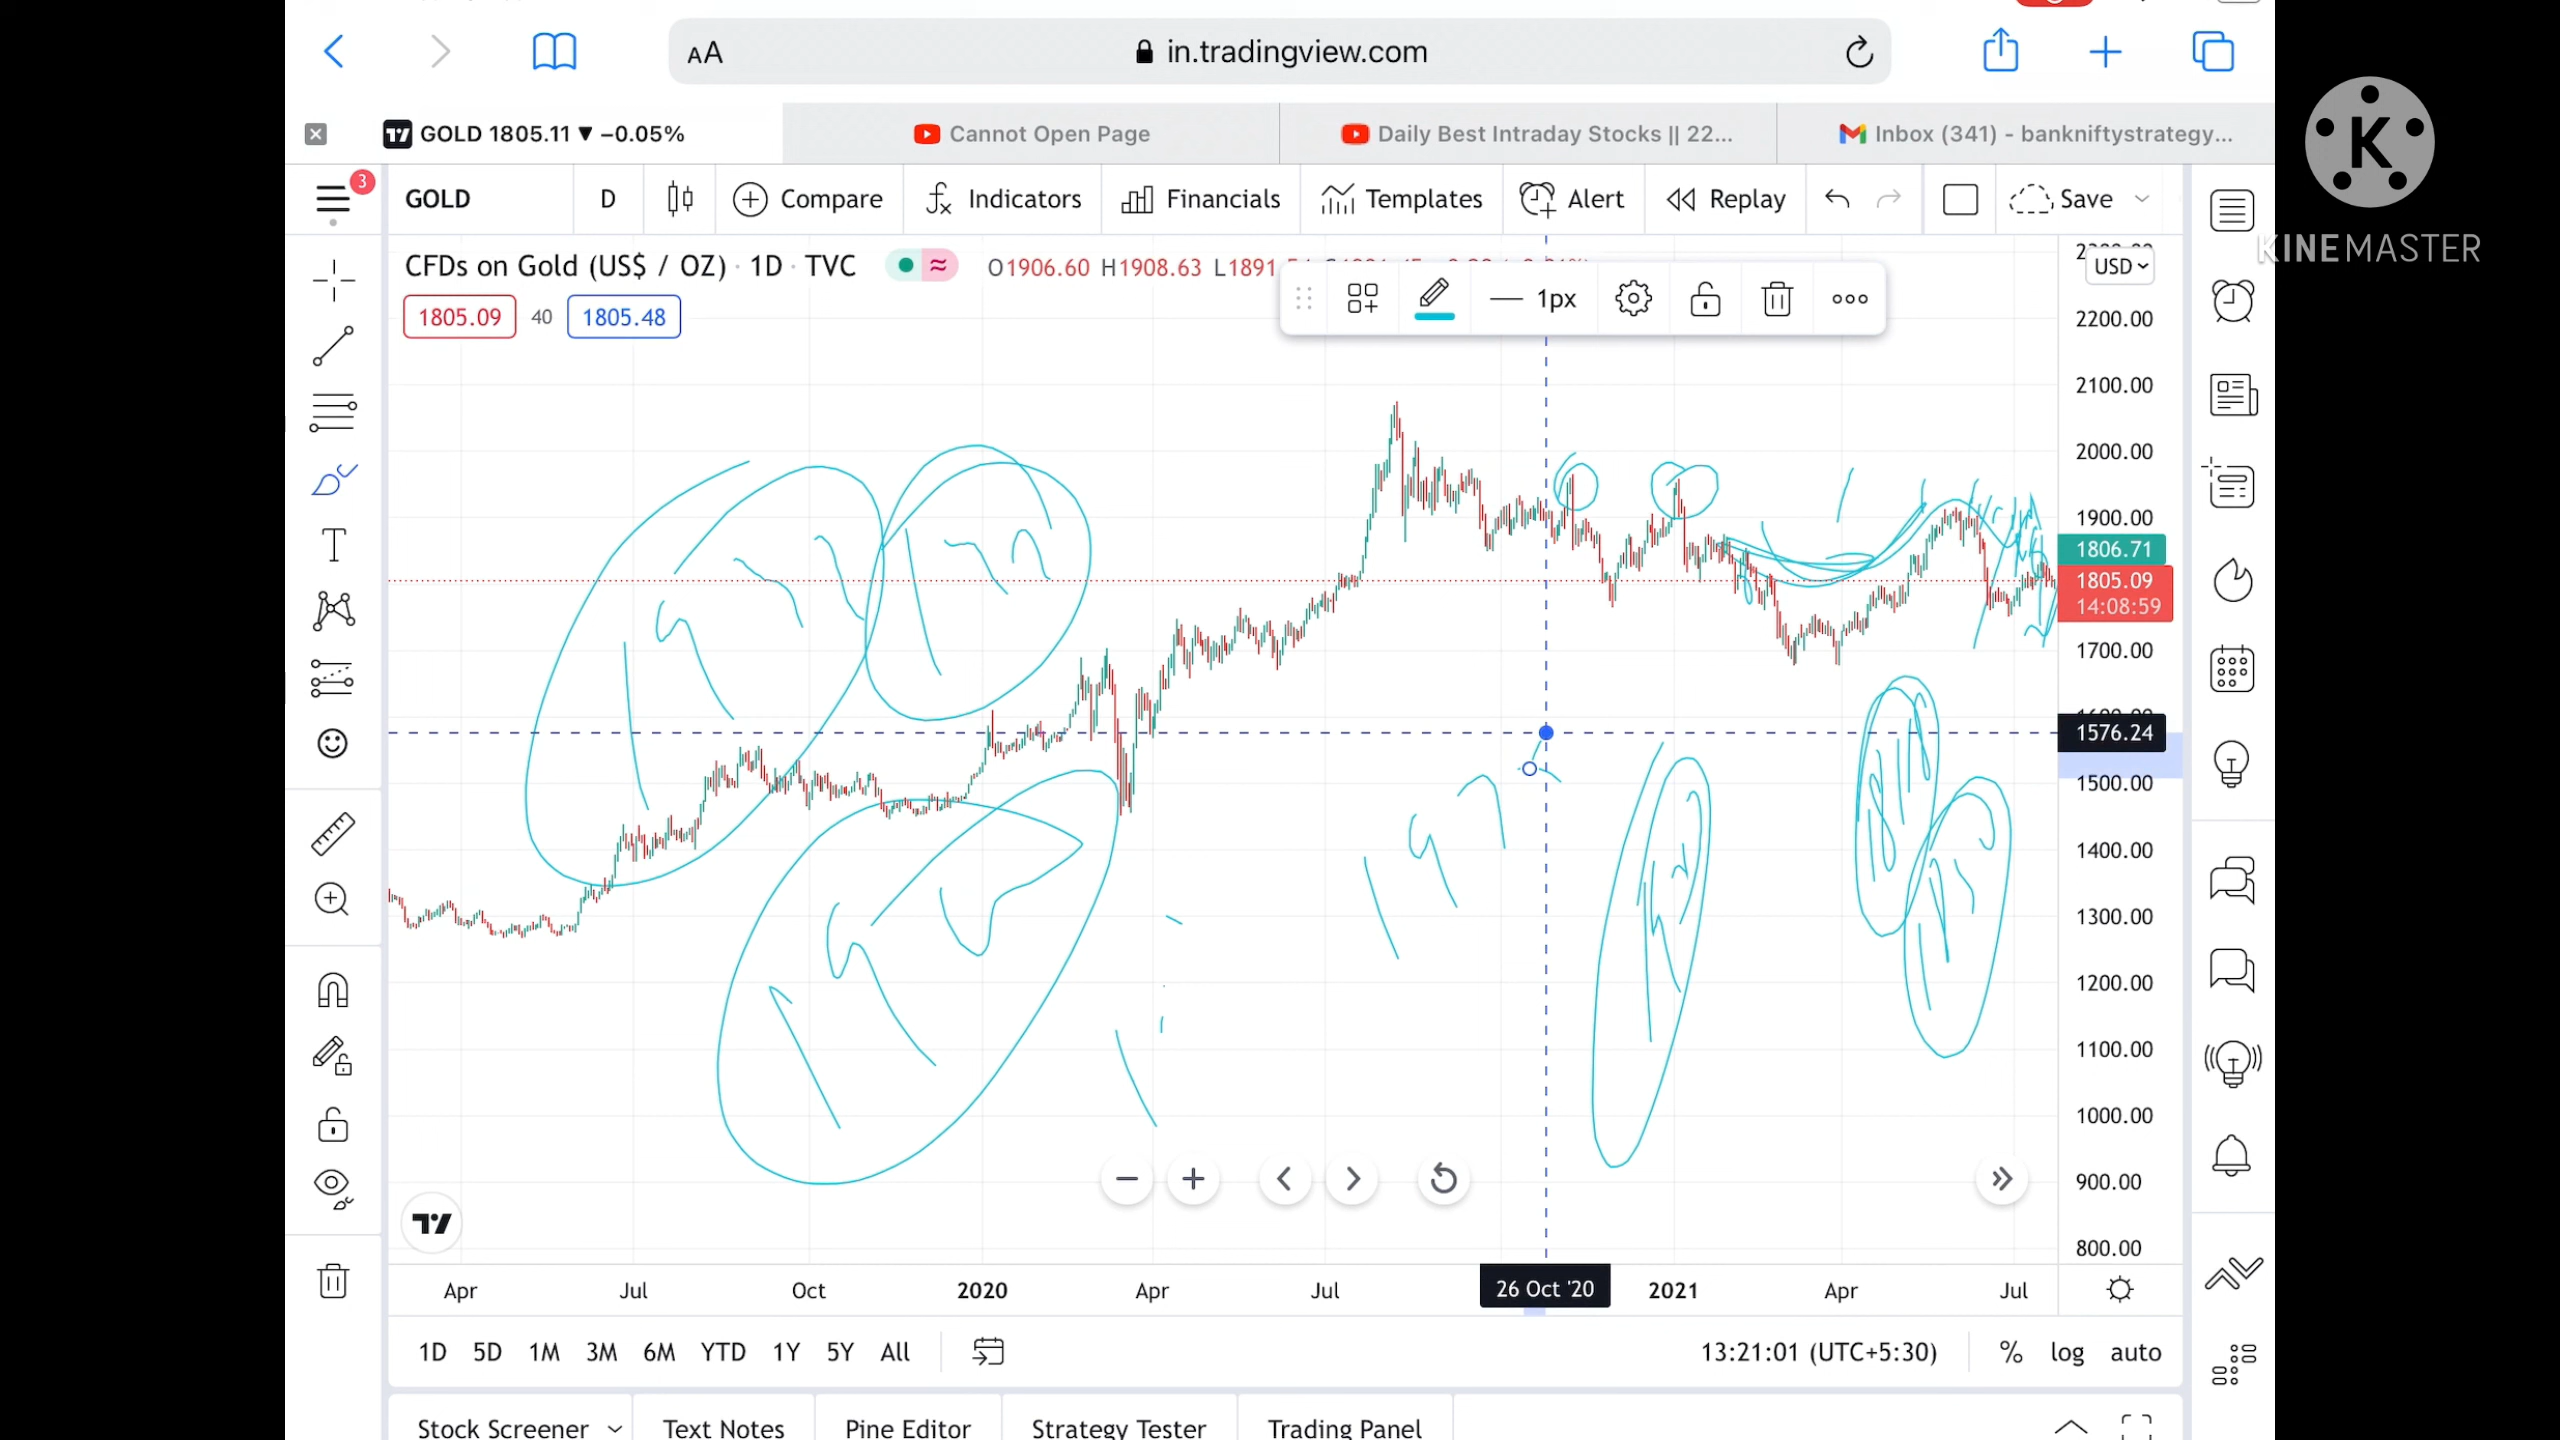 AA in.tradingview.com
GOLD 1805.11 ▼ −0.05% Cannot Open Page Daily Best Intraday Stocks || 22... Inbox (341) - bankniftystrategy...
3 GOLD D Compare Indicators Financials Templates Alert Replay Save
KINEMASTER
CFDs on Gold (US$ / OZ) · 1D · TVC O1906.60 H1908.63 L1891
USD
1805.09 40 1805.48
1px
2200.00
2100.00
2000.00
1900.00
1806.71
1805.09
14:08:59
1700.00
1576.24
1500.00
1400.00
1300.00
1200.00
1100.00
1000.00
900.00
800.00
Apr Jul Oct 2020 Apr Jul 26 Oct '20 2021 Apr Jul
1D 5D 1M 3M 6M YTD 1Y 5Y All 13:21:01 (UTC+5:30) % log auto
Stock Screener Text Notes Pine Editor Strategy Tester Trading Panel